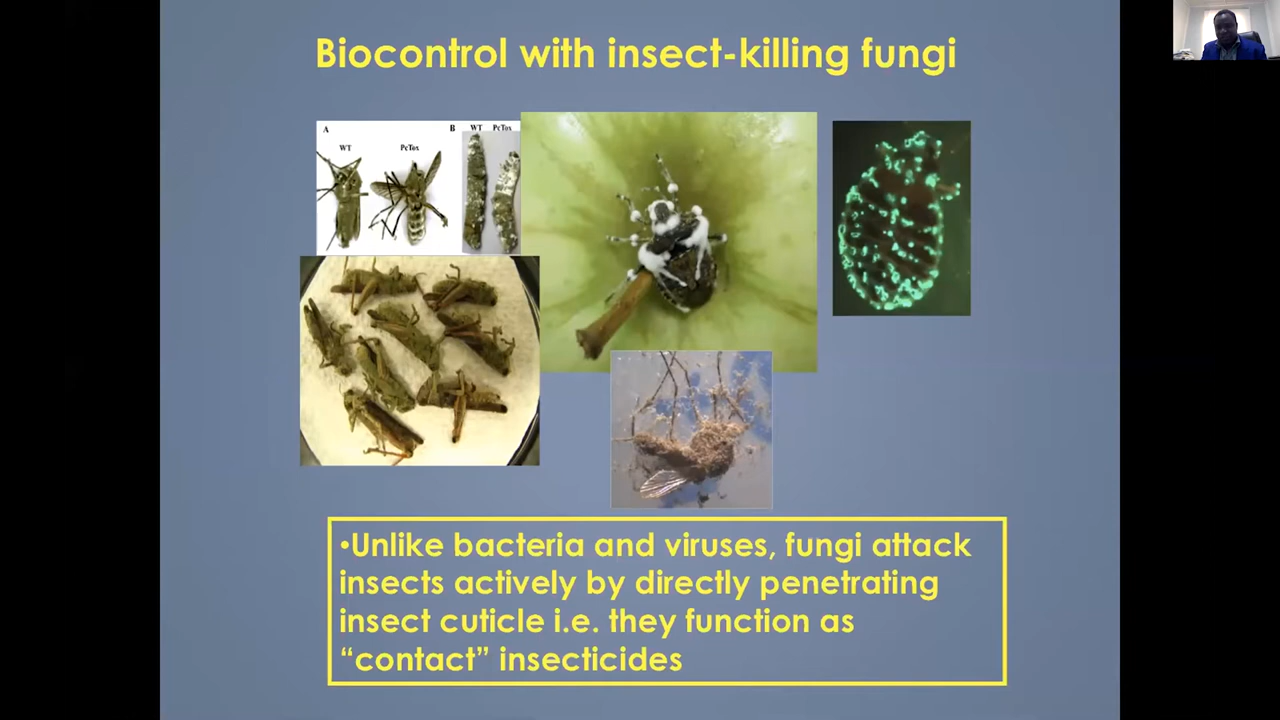 Biocontrol with insect-killing fungi
A
B
WT
PcTox
WT
PcTox
•Unlike bacteria and viruses, fungi attack
insects actively by directly penetrating
insect cuticle i.e. they function as
“contact” insecticides